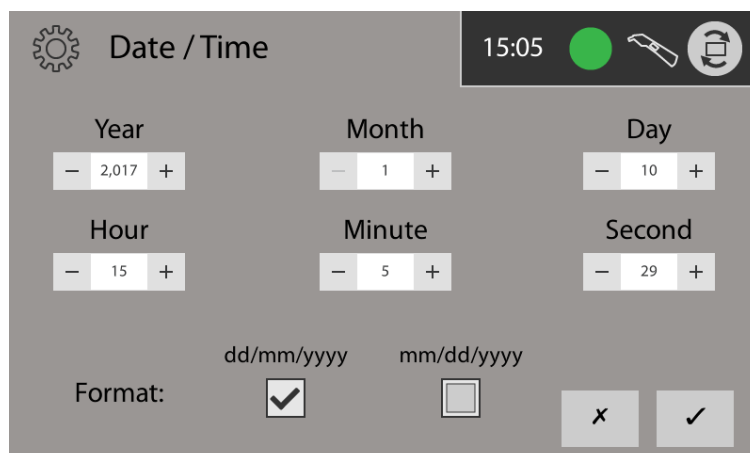 Date / Time 15:05
Year Month Day
– 2,017 + – 1 + – 10 +
Hour Minute Second
– 15 + – 5 + – 29 +
dd/mm/yyyy mm/dd/yyyy
Format: